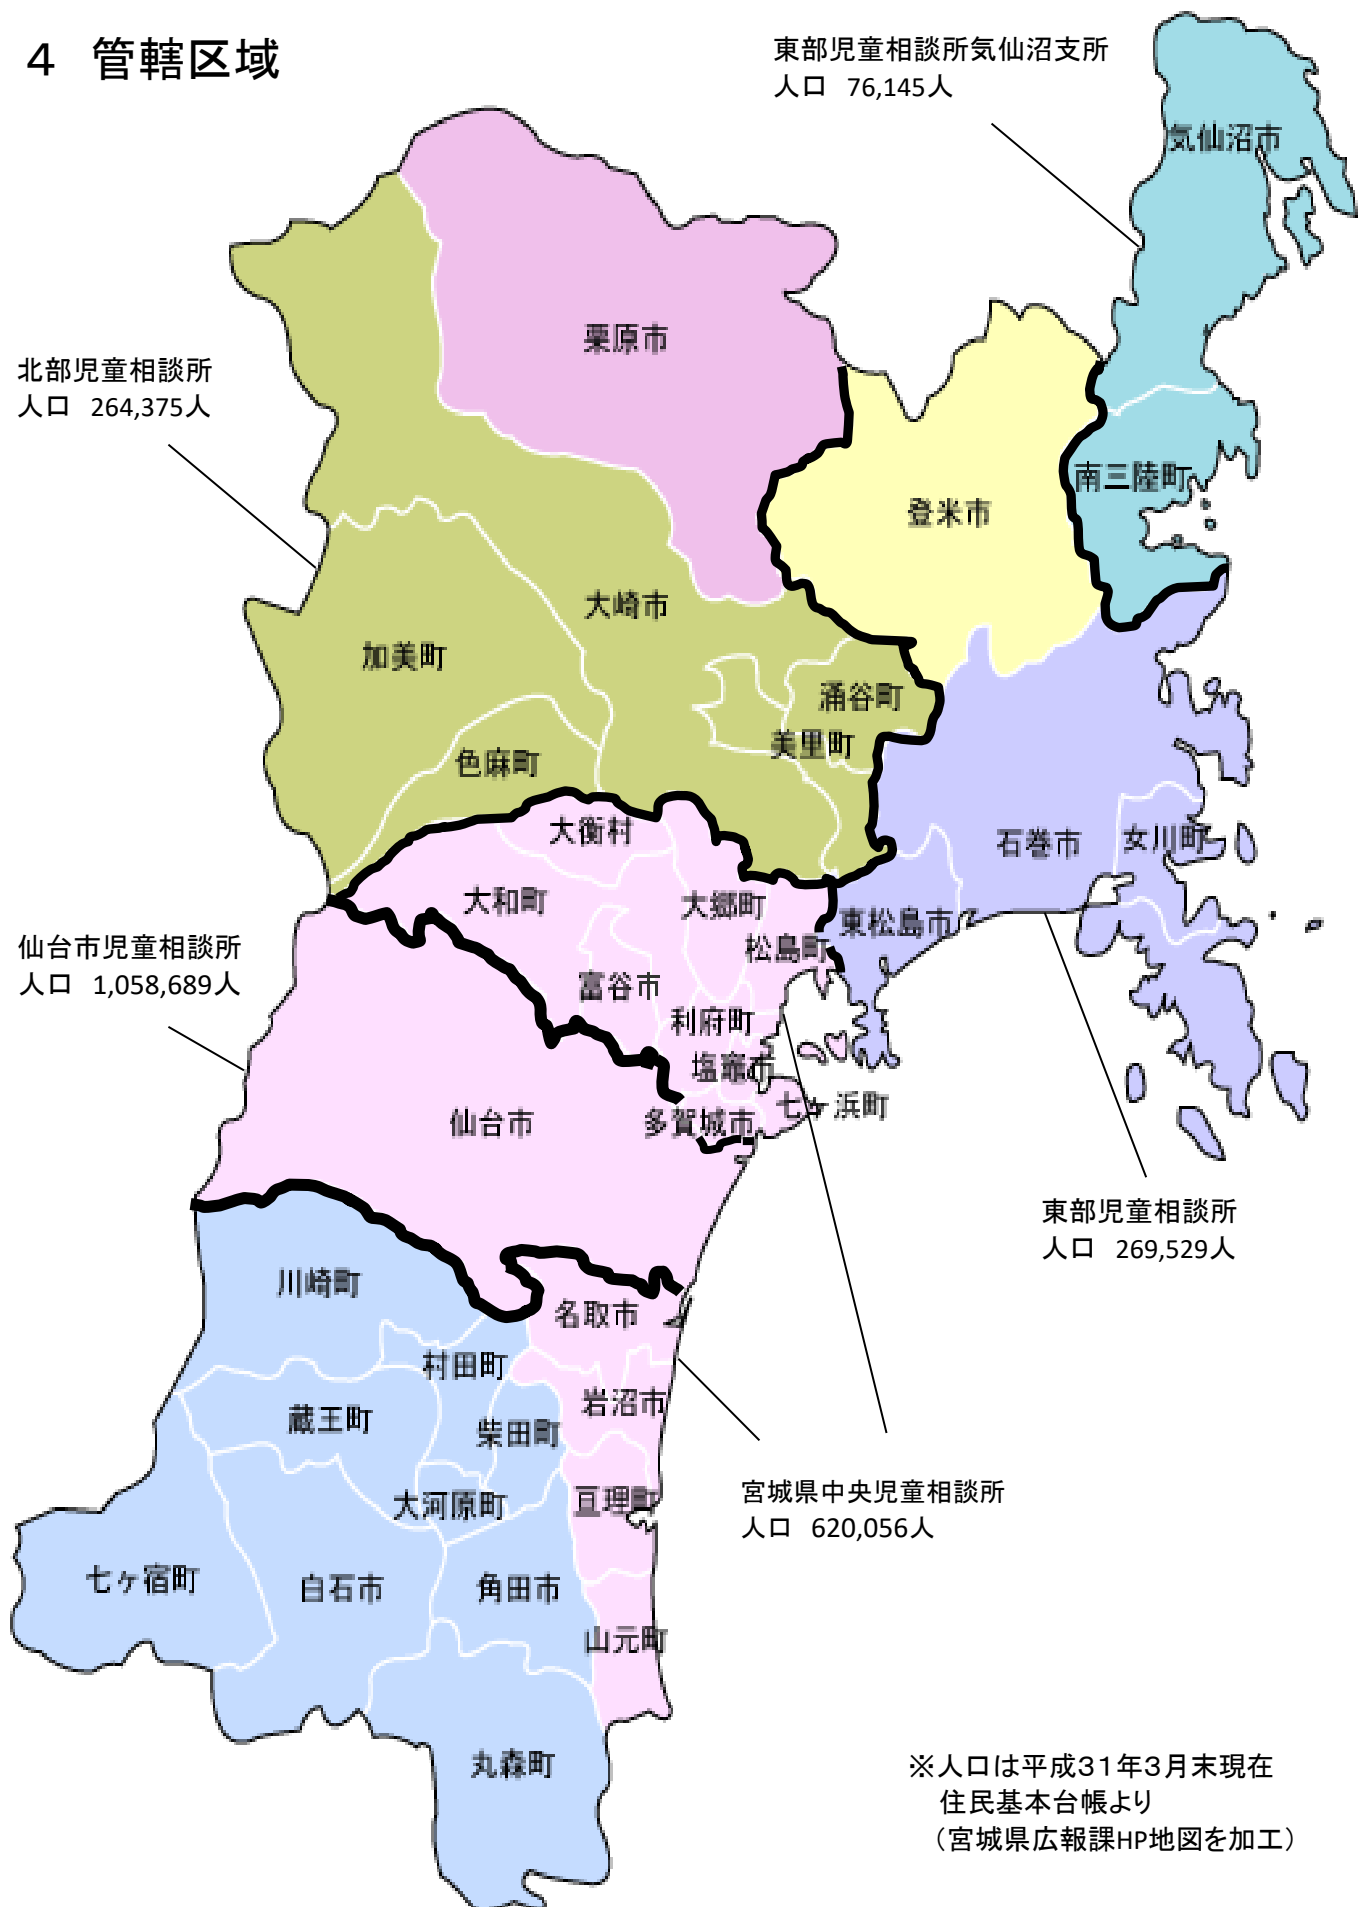 4 管轄区域
東部児童相談所気仙沼支所
人口 76,145人
気仙沼市
栗原市
北部児童相談所
人口 264,375人
南三陸町
登米市
大崎市
加美町
涌谷町
美里町
色麻町
大衡村
石巻市
女川町
大和町
大郷町
東松島市
松島町
仙台市児童相談所
人口 1,058,689人
富谷市
利府町
塩竈市
七ヶ浜町
仙台市
多賀城市
東部児童相談所
人口 269,529人
川崎町
名取市
村田町
岩沼市
蔵王町
柴田町
大河原町
亘理町
宮城県中央児童相談所
人口 620,056人
七ヶ宿町
白石市
角田市
山元町
丸森町
※人口は平成31年3月末現在
住民基本台帳より
（宮城県広報課HP地図を加工）